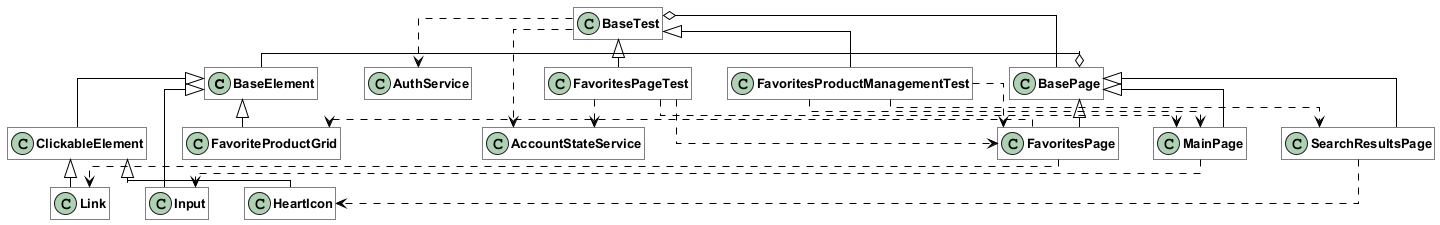 C BaseTest
C BaseElement
C AuthService
C FavoritesPageTest
C FavoritesProductManagementTest
C BasePage
C ClickableElement
C FavoriteProductGrid
C AccountStateService
C FavoritesPage
C MainPage
C SearchResultsPage
C Link
C Input
C HeartIcon